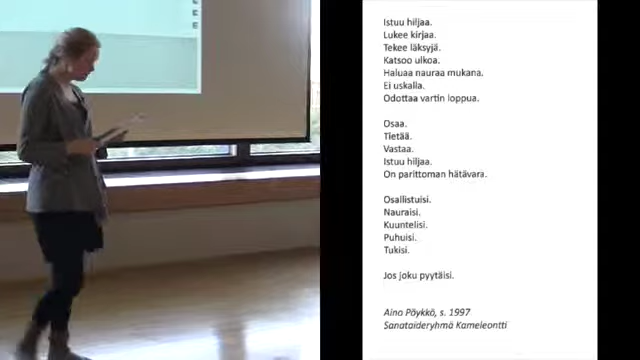 Istuu hiljaa.
Lukee kirjaa.
Tekee läksyjä.
Katsoo ulkoa.
Haluaa nauraa mukana.
Ei uskalla.
Odottaa vartin loppua.
Osaa.
Tietää.
Vastaa.
Istuu hiljaa.
On parittoman hätävara.
Osallistuisi.
Nauraisi.
Kuuntelisi.
Puhuisi.
Tukisi.
Jos joku pyytäisi.
Aino Pöykkö, s. 1997
Sanataideryhmä Kameleontti